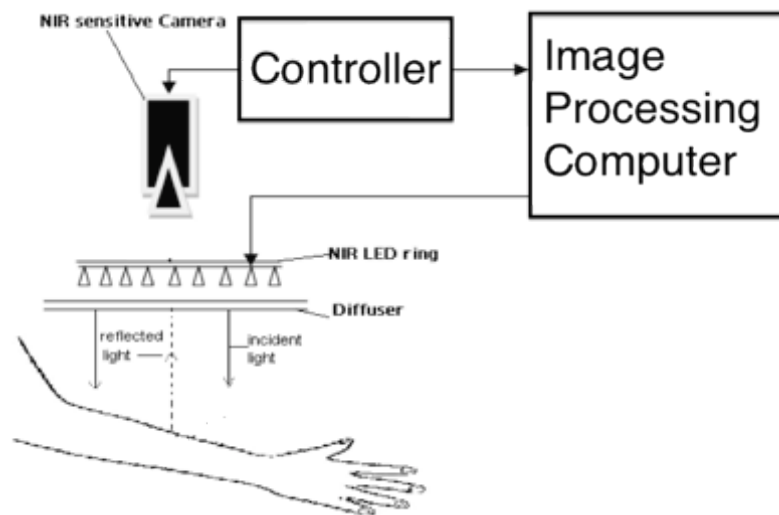 NIR sensitive Camera
Controller
Image
Processing
Computer
NIR LED ring
Diffuser
reflected
light
incident
light